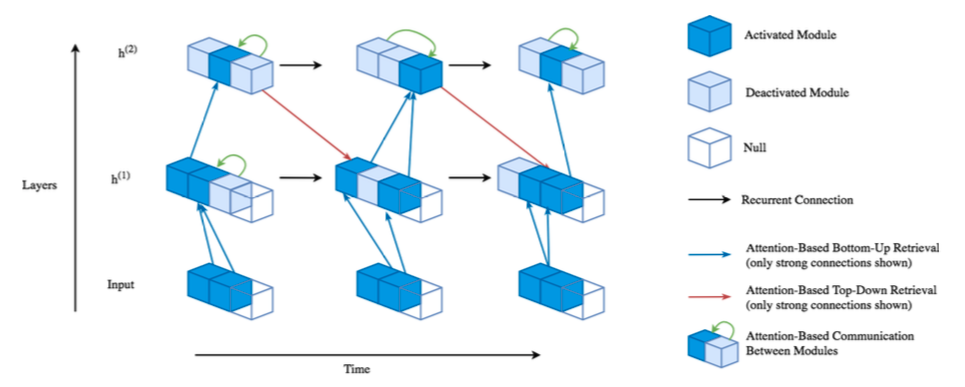 h(2)
Activated Module
Deactivated Module
Null
Layers
h(1)
Recurrent Connection
Attention-Based Bottom-Up Retrieval
(only strong connections shown)
Input
Attention-Based Top-Down Retrieval
(only strong connections shown)
Attention-Based Communication
Between Modules
Time